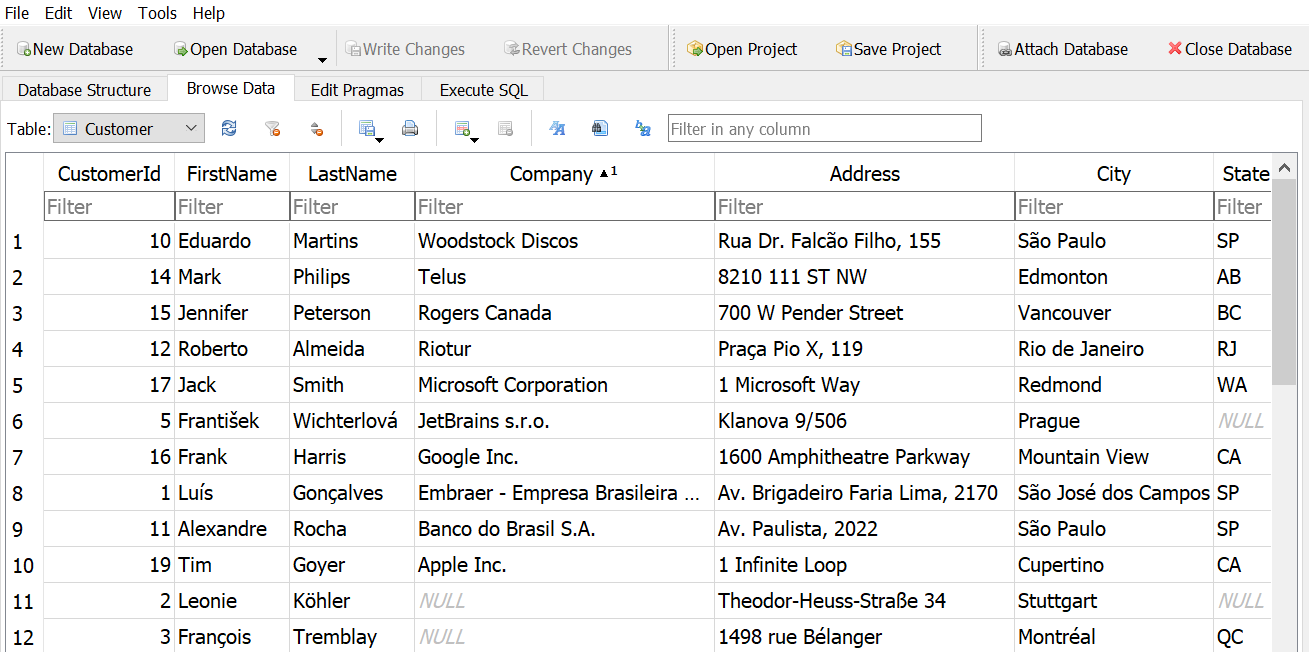 File Edit View Tools Help
New Database Open Database Write Changes Revert Changes Open Project Save Project Attach Database Close Database
Database Structure Browse Data Edit Pragmas Execute SQL
Table: Customer Filter in any column
CustomerId FirstName LastName Company ▲1 Address City State
Filter Filter Filter Filter Filter Filter Filter
1 10 Eduardo Martins Woodstock Discos Rua Dr. Falcão Filho, 155 São Paulo SP
2 14 Mark Philips Telus 8210 111 ST NW Edmonton AB
3 15 Jennifer Peterson Rogers Canada 700 W Pender Street Vancouver BC
4 12 Roberto Almeida Riotur Praça Pio X, 119 Rio de Janeiro RJ
5 17 Jack Smith Microsoft Corporation 1 Microsoft Way Redmond WA
6 5 František Wichterlová JetBrains s.r.o. Klanova 9/506 Prague NULL
7 16 Frank Harris Google Inc. 1600 Amphitheatre Parkway Mountain View CA
8 1 Luís Gonçalves Embraer - Empresa Brasileira ... Av. Brigadeiro Faria Lima, 2170 São José dos Campos SP
9 11 Alexandre Rocha Banco do Brasil S.A. Av. Paulista, 2022 São Paulo SP
10 19 Tim Goyer Apple Inc. 1 Infinite Loop Cupertino CA
11 2 Leonie Köhler NULL Theodor-Heuss-Straße 34 Stuttgart NULL
12 3 François Tremblay NULL 1498 rue Bélanger Montréal QC